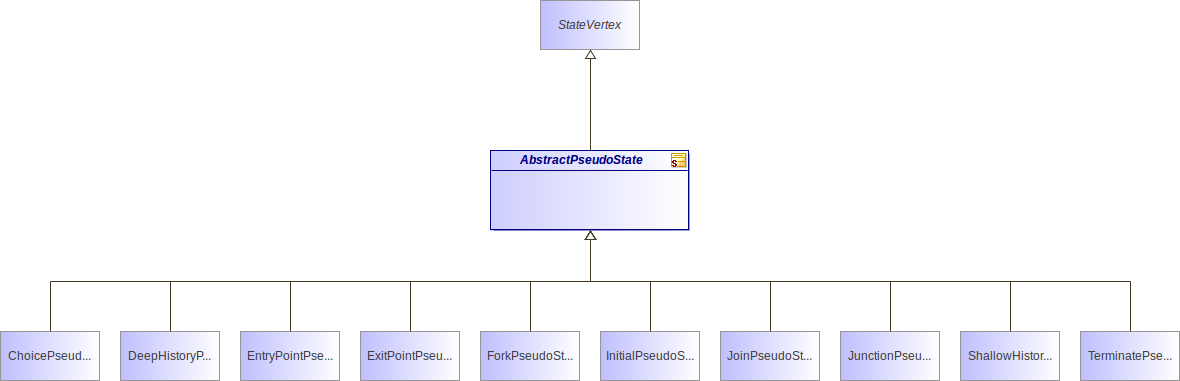 StateVertex
AbstractPseudoState
S
ChoicePseud...
DeepHistoryP...
EntryPointPse...
ExitPointPseu...
ForkPseudoSt...
InitialPseudoS...
JoinPseudoSt...
JunctionPseu...
ShallowHistor...
TerminatePse...